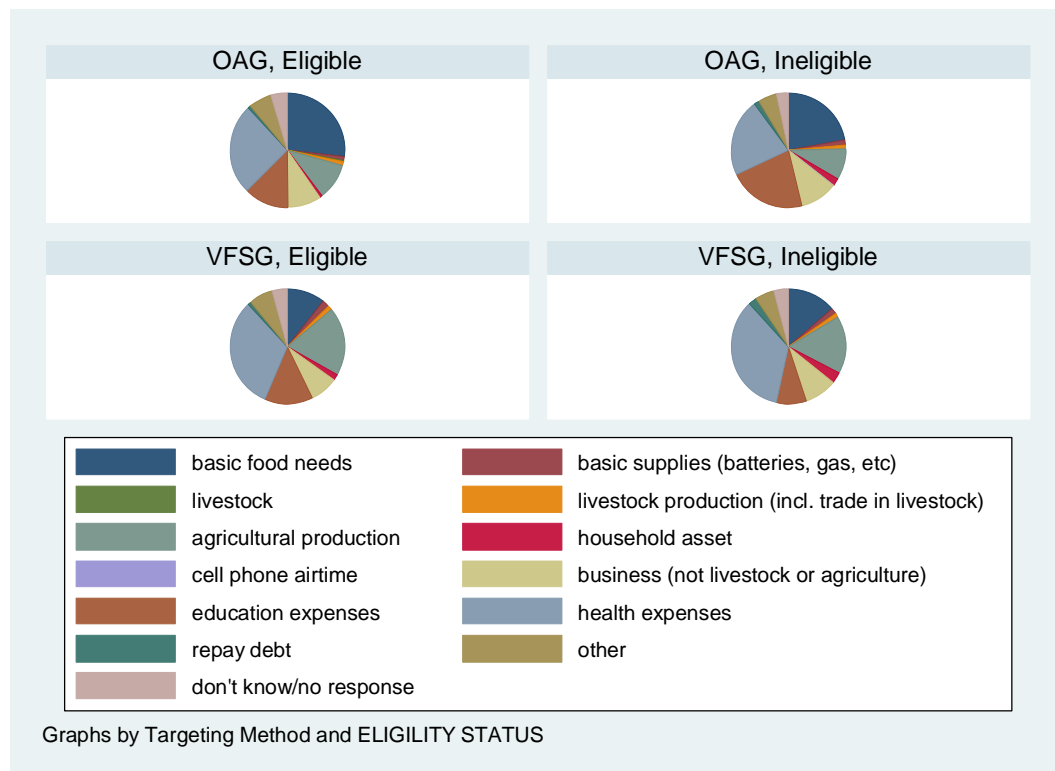 OAG, Eligible
OAG, Ineligible
VFSG, Eligible
VFSG, Ineligible
basic food needs
basic supplies (batteries, gas, etc)
livestock
livestock production (incl. trade in livestock)
agricultural production
household asset
cell phone airtime
business (not livestock or agriculture)
education expenses
health expenses
repay debt
other
don't know/no response
Graphs by Targeting Method and ELIGILITY STATUS